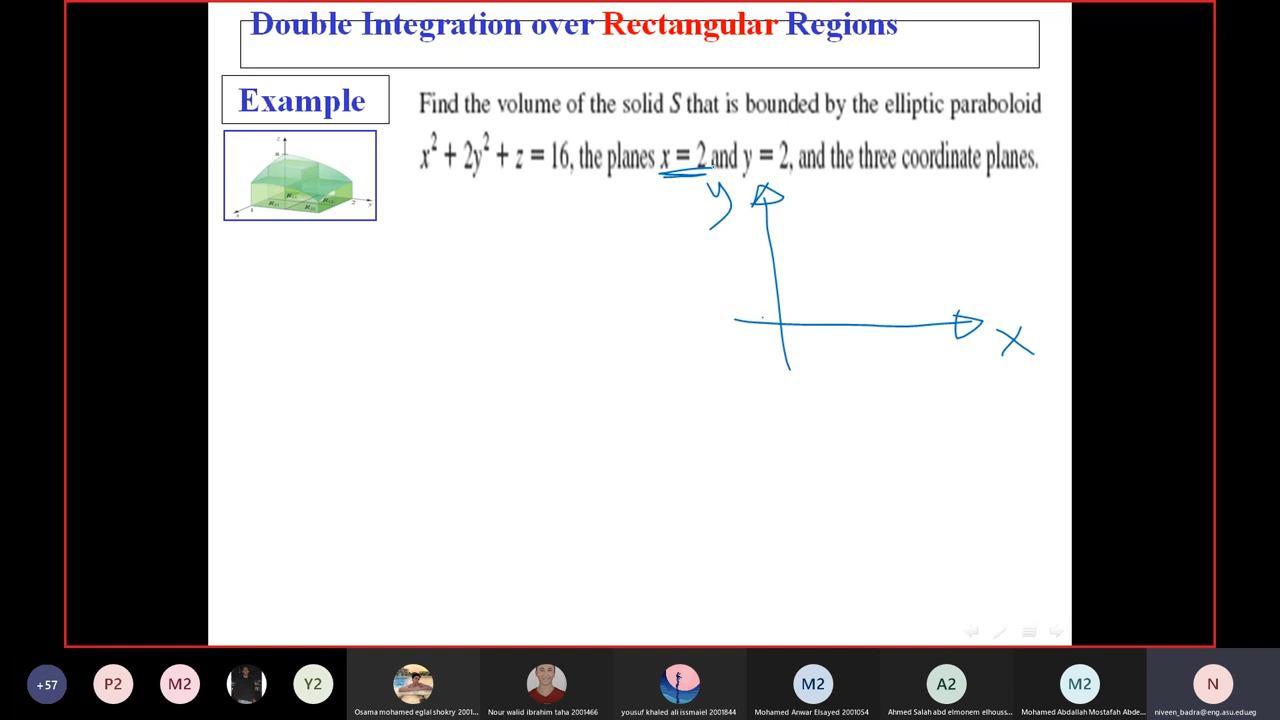 Double Integration over Rectangular Regions
Example
Find the volume of the solid S that is bounded by the elliptic paraboloid
x² + 2y² + z = 16, the planes x = 2 and y = 2, and the three coordinate planes.
y
x
+57
P2
M2
Y2
Osama mohamed eglal shokry 2001...
Nour walid ibrahim taha 2001466
yousuf khaled ali issmaiel 2001844
M2
Mohamed Anwar Elsayed 2001054
A2
Ahmed Salah abd elmonem elhouss...
M2
Mohamed Abdallah Mostafah Abde...
N
niveen_badra@eng.asu.edu.eg